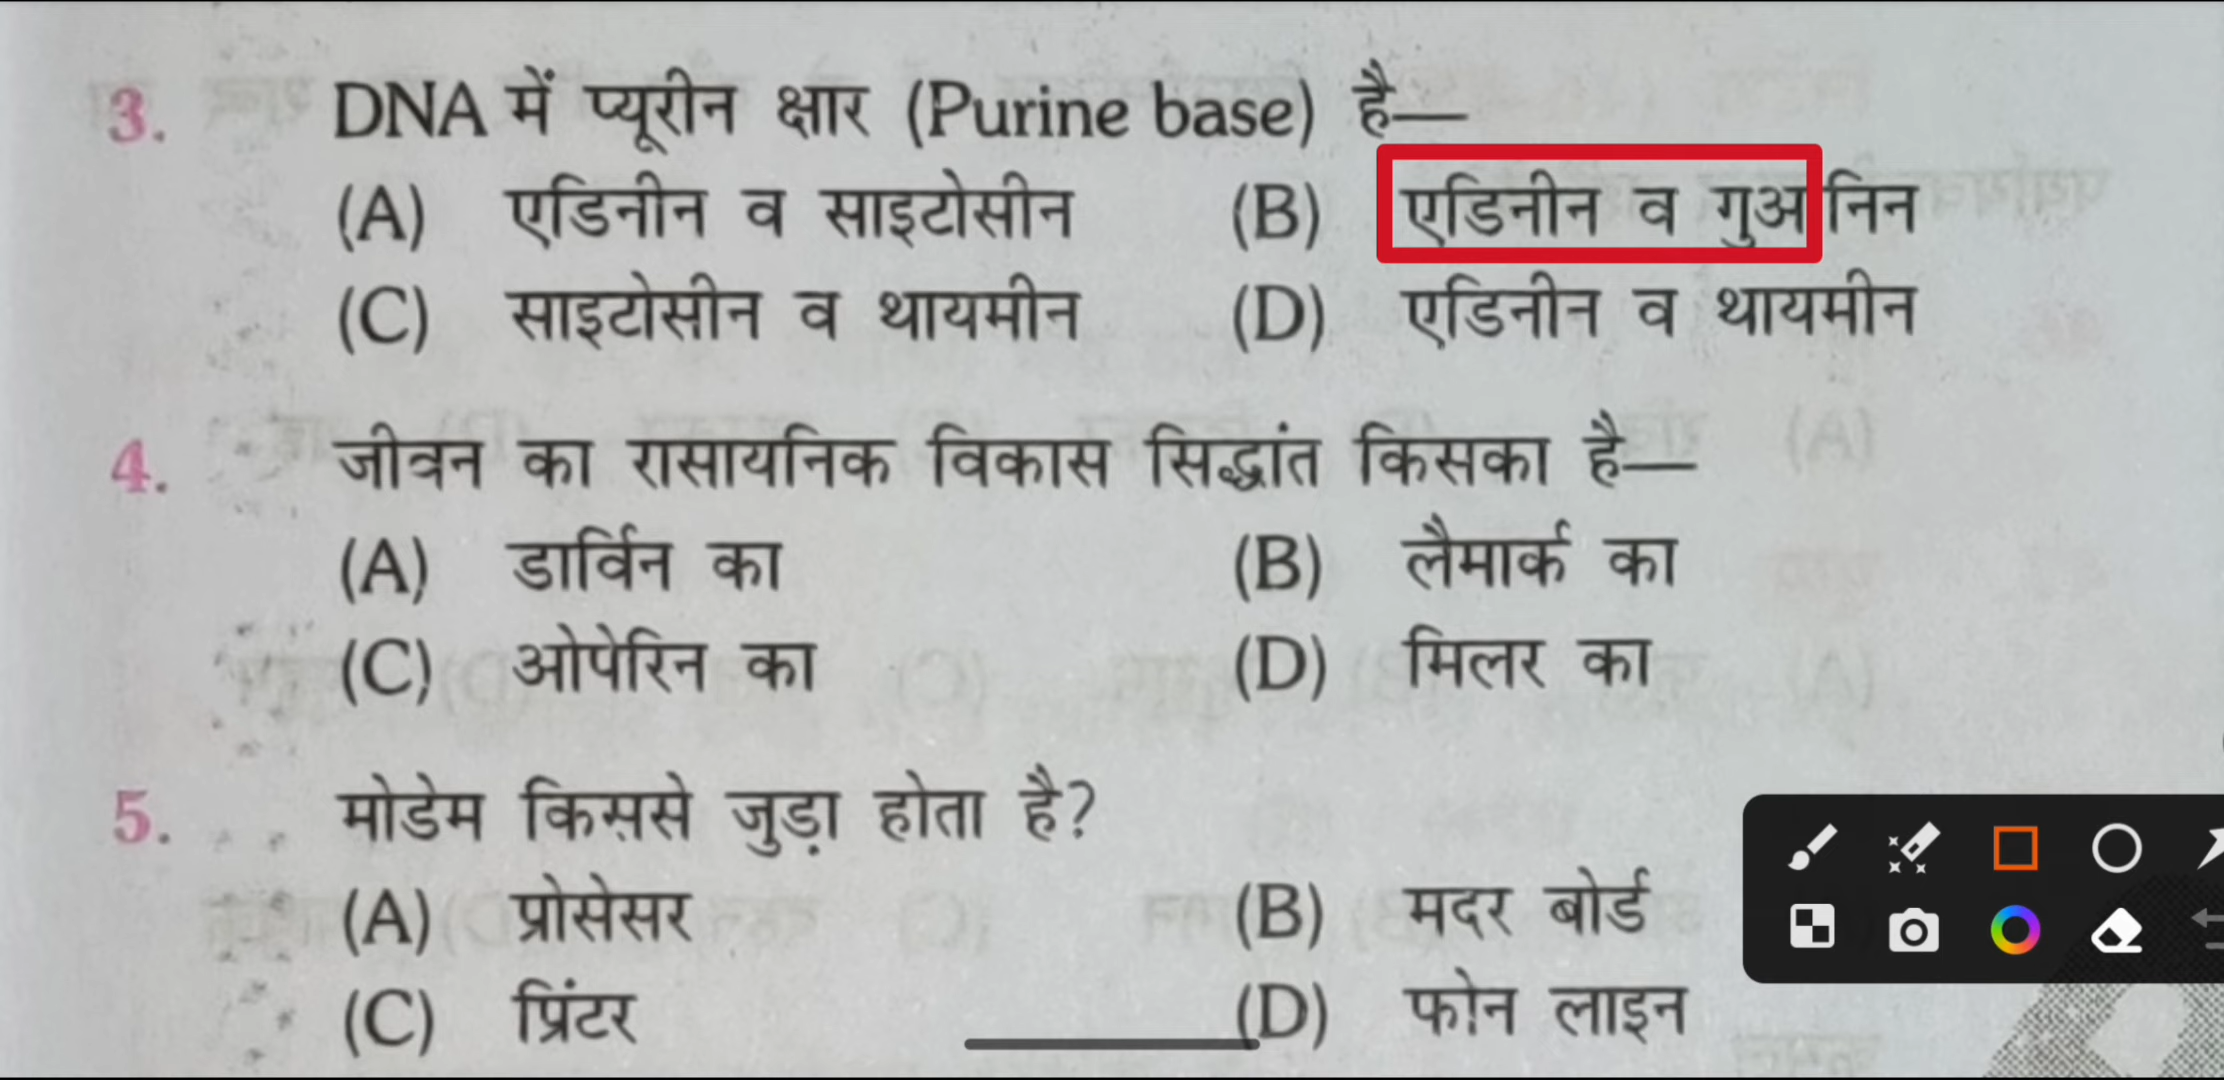 3. DNA में प्यूरीन क्षार (Purine base) है—
(A) एडिनीन व साइटोसीन (B) एडिनीन व गुअनिन
(C) साइटोसीन व थायमीन (D) एडिनीन व थायमीन
4. जीवन का रासायनिक विकास सिद्धांत किसका है—
(A) डार्विन का (B) लैमार्क का
(C) ओपेरिन का (D) मिलर का
5. मोडेम किससे जुड़ा होता है?
(A) प्रोसेसर (B) मदर बोर्ड
(C) प्रिंटर (D) फोन लाइन